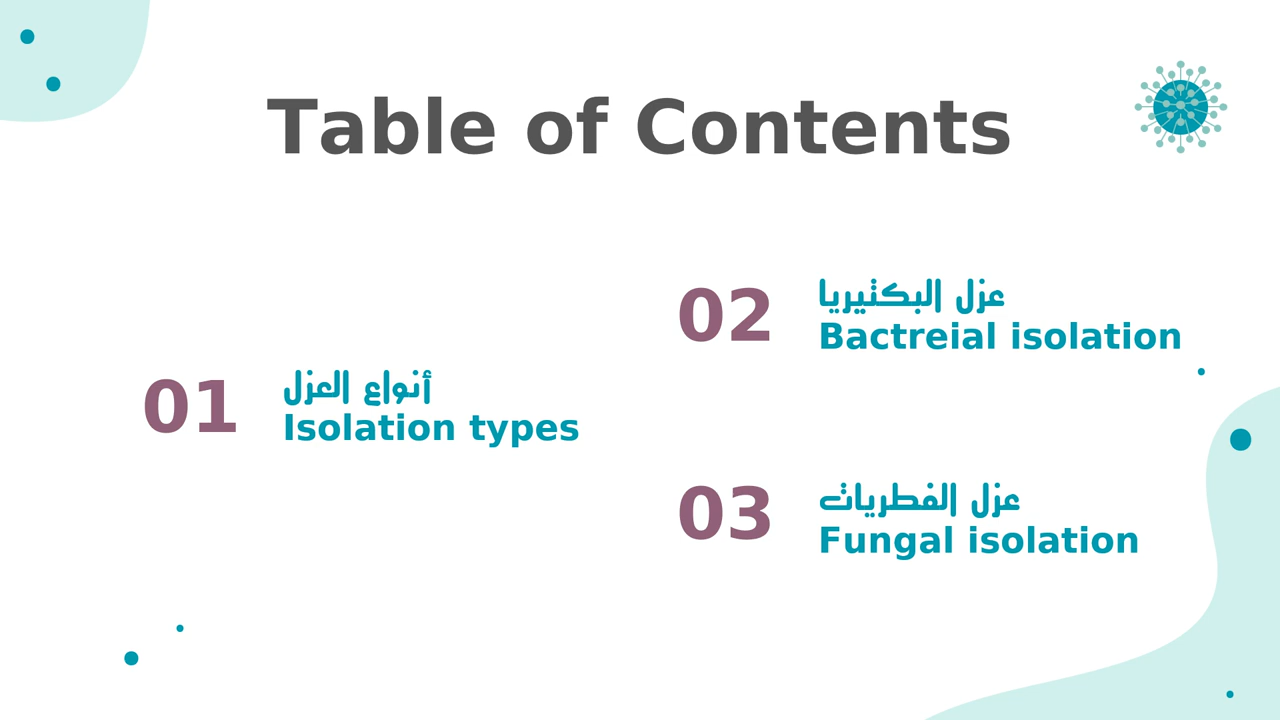 Table of Contents
01
أنواع العزل
Isolation types
02
عزل البكتيريا
Bactreial isolation
03
عزل الفطريات
Fungal isolation